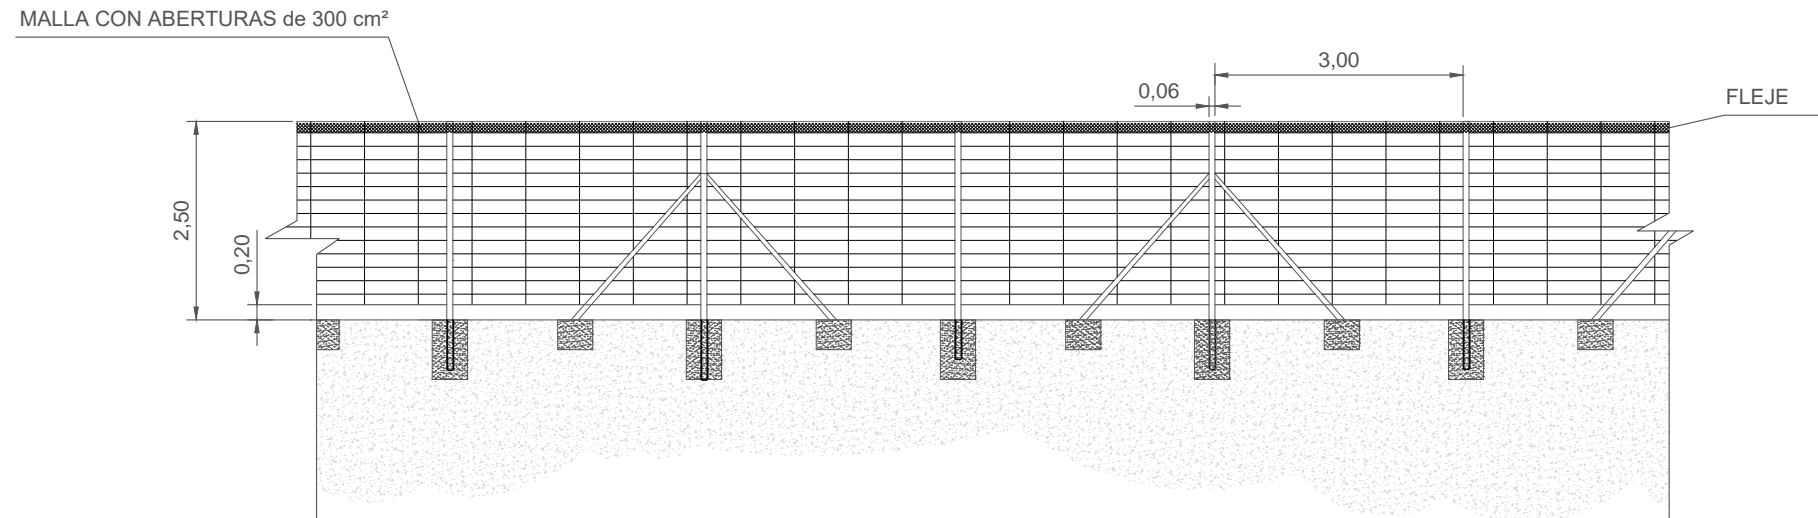 MALLA CON ABERTURAS de 300 cm²
3,00
0,06
FLEJE
2,50
0,20